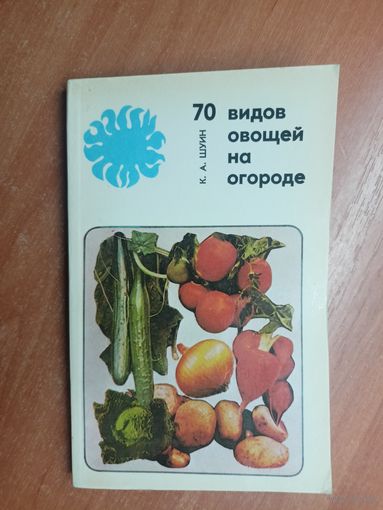 70 видов
овощей
на
огороде
К. А. ШУИН